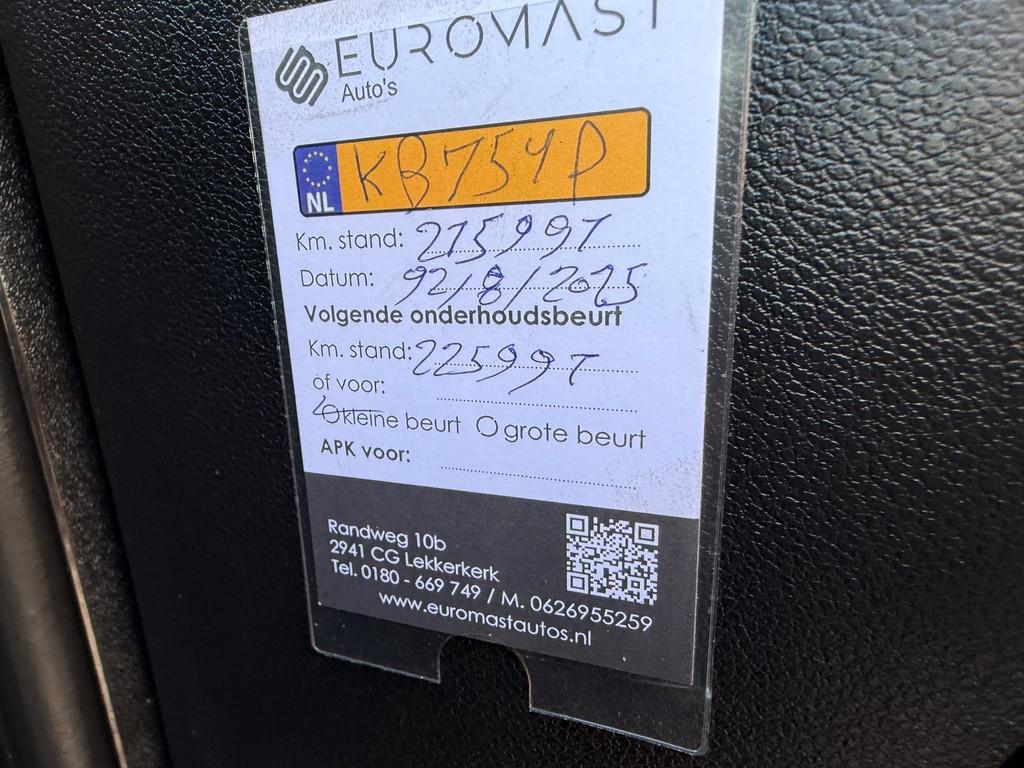 EUROMAST
Auto's
NL KB754P
Km. stand: 215997
Datum: 92/8/2025
Volgende onderhoudsbeurt
Km. stand: 225997
of voor:
kleine beurt O grote beurt
APK voor:
Randweg 10b
2941 CG Lekkerkerk
Tel. 0180 - 669 749 / M. 0626955259
www.euromastautos.nl